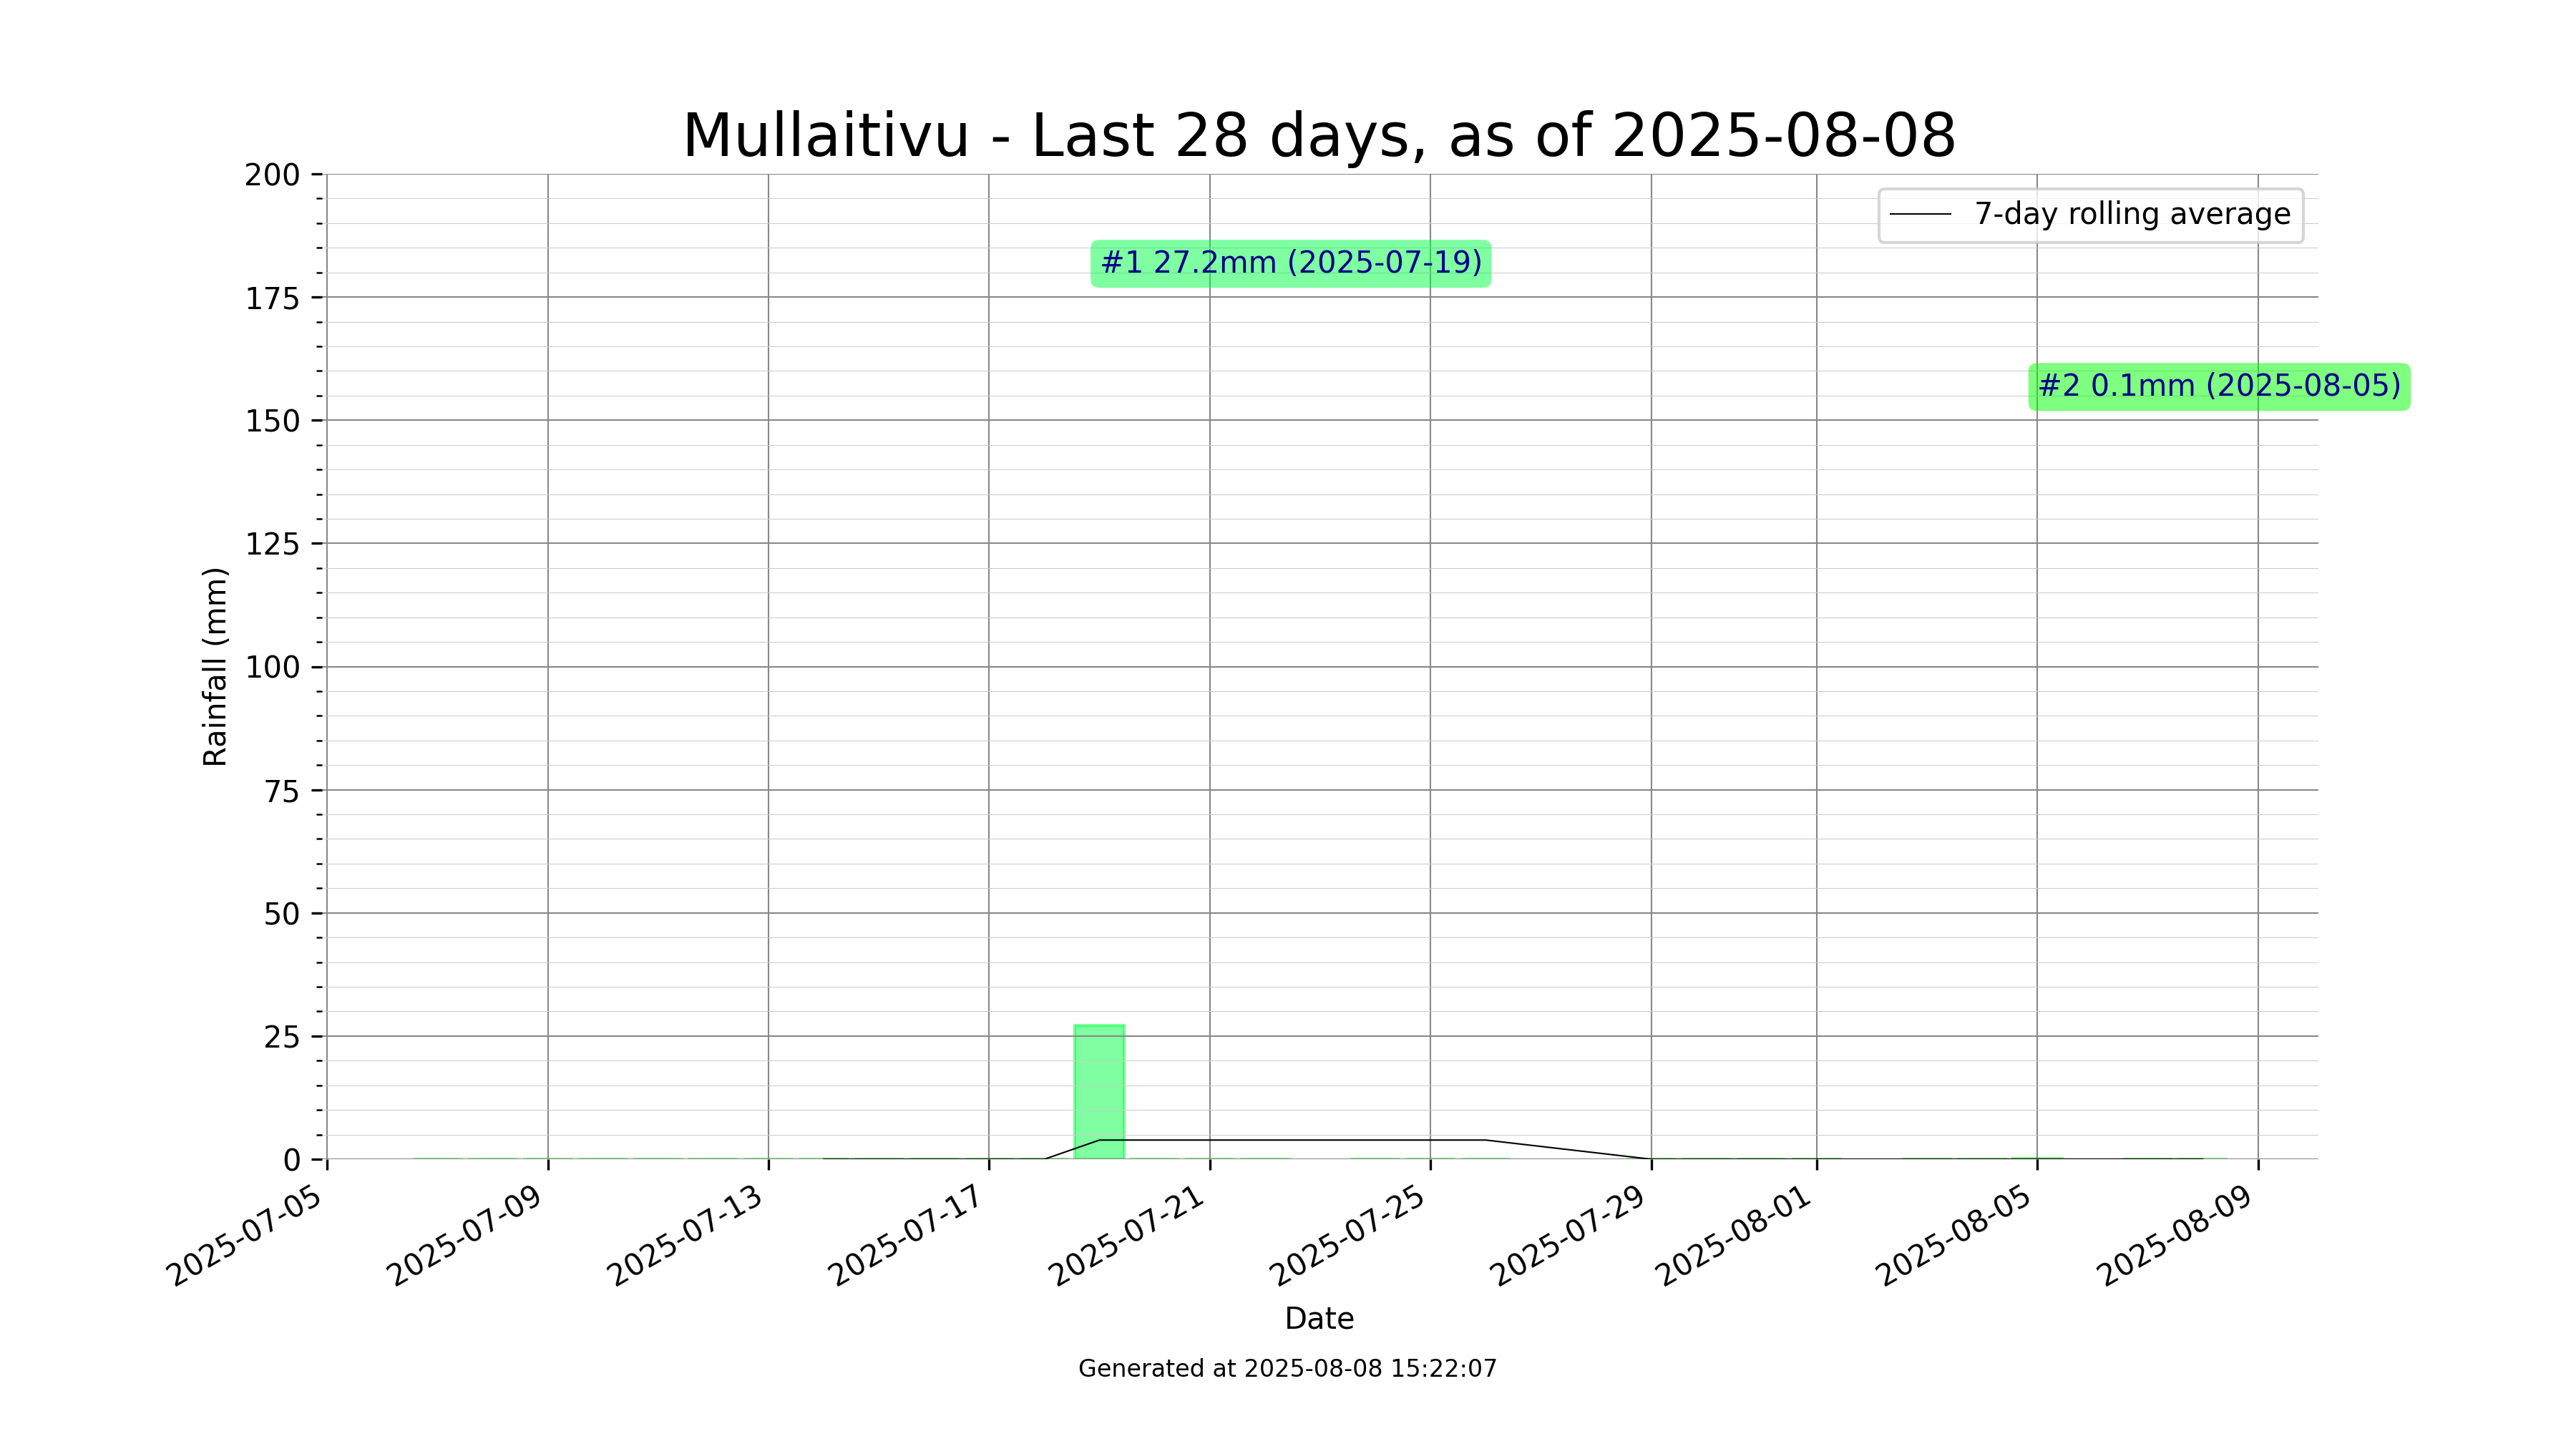 Mullaitivu - Last 28 days, as of 2025-08-08
7-day rolling average
#1 27.2mm (2025-07-19)
#2 0.1mm (2025-08-05)
Rainfall (mm)
200
175
150
125
100
75
50
25
0
2025-07-05
2025-07-09
2025-07-13
2025-07-17
2025-07-21
2025-07-25
2025-07-29
2025-08-01
2025-08-05
2025-08-09
Date
Generated at 2025-08-08 15:22:07